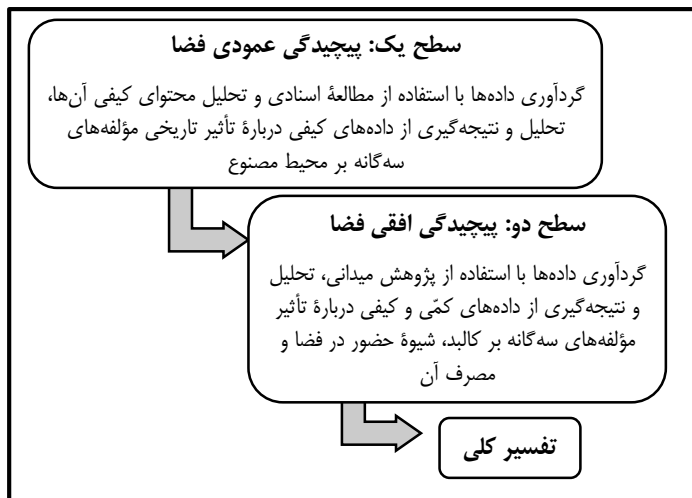 سطح یک: پیچیدگی عمودی فضا
گردآوری داده‌ها با استفاده از مطالعهٔ اسنادی و تحلیل محتوای کیفی آن‌ها،
تحلیل و نتیجه‌گیری از داده‌های کیفی دربارهٔ تأثیر تاریخی مؤلفه‌های
سه‌گانه بر محیط مصنوع
سطح دو: پیچیدگی افقی فضا
گردآوری داده‌ها با استفاده از پژوهش میدانی، تحلیل
و نتیجه‌گیری از داده‌های کمّی و کیفی دربارهٔ تأثیر
مؤلفه‌های سه‌گانه بر کالبد، شیوهٔ حضور در فضا و
مصرف آن
تفسیر کلی